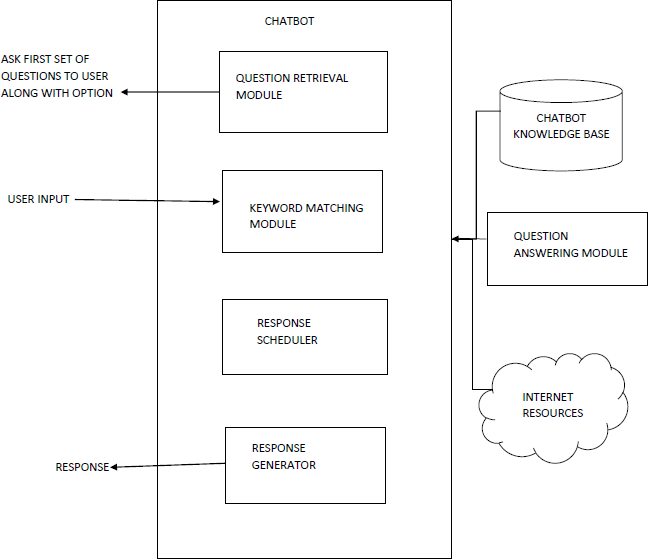 CHATBOT
ASK FIRST SET OF
QUESTIONS TO USER
ALONG WITH OPTION
QUESTION RETRIEVAL
MODULE
CHATBOT
KNOWLEDGE BASE
USER INPUT
KEYWORD MATCHING
MODULE
QUESTION
ANSWERING MODULE
RESPONSE
SCHEDULER
INTERNET
RESOURCES
RESPONSE
GENERATOR
RESPONSE